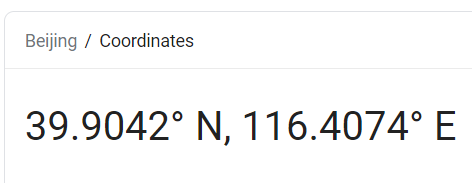 Beijing / Coordinates
39.9042° N, 116.4074° E